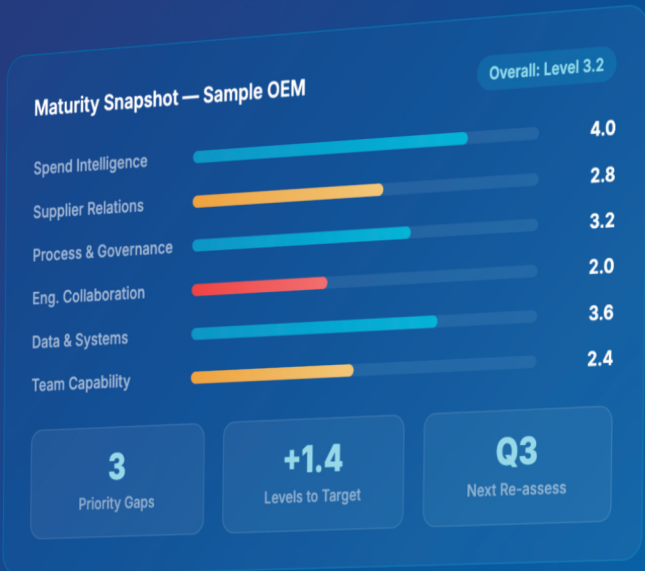 Maturity Snapshot — Sample OEM
Overall: Level 3.2
Spend Intelligence 4.0
Supplier Relations 2.8
Process & Governance 3.2
Eng. Collaboration 2.0
Data & Systems 3.6
Team Capability 2.4
3
Priority Gaps
+1.4
Levels to Target
Q3
Next Re-assess